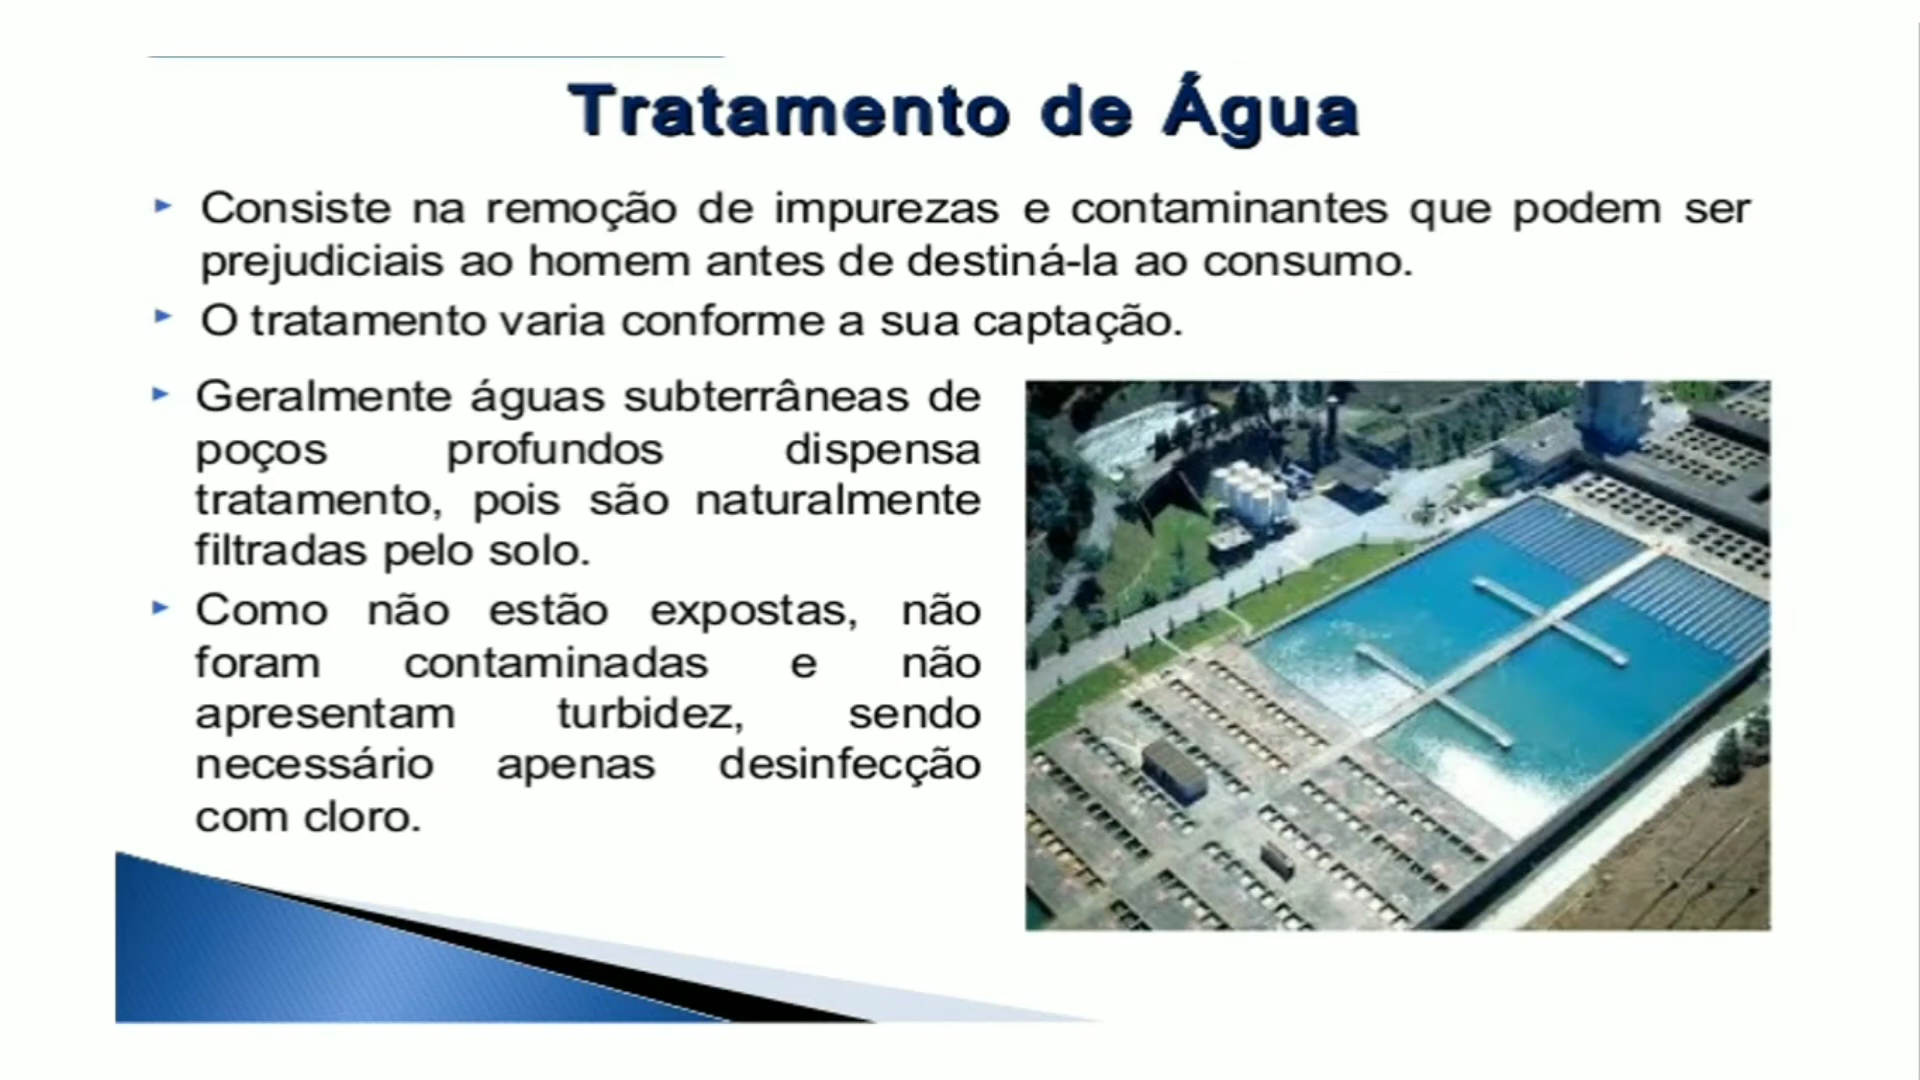 Tratamento de Água
Consiste na remoção de impurezas e contaminantes que podem ser
prejudiciais ao homem antes de destiná-la ao consumo.
O tratamento varia conforme a sua captação.
Geralmente águas subterrâneas de
poços profundos dispensa
tratamento, pois são naturalmente
filtradas pelo solo.
Como não estão expostas, não
foram contaminadas e não
apresentam turbidez, sendo
necessário apenas desinfecção
com cloro.